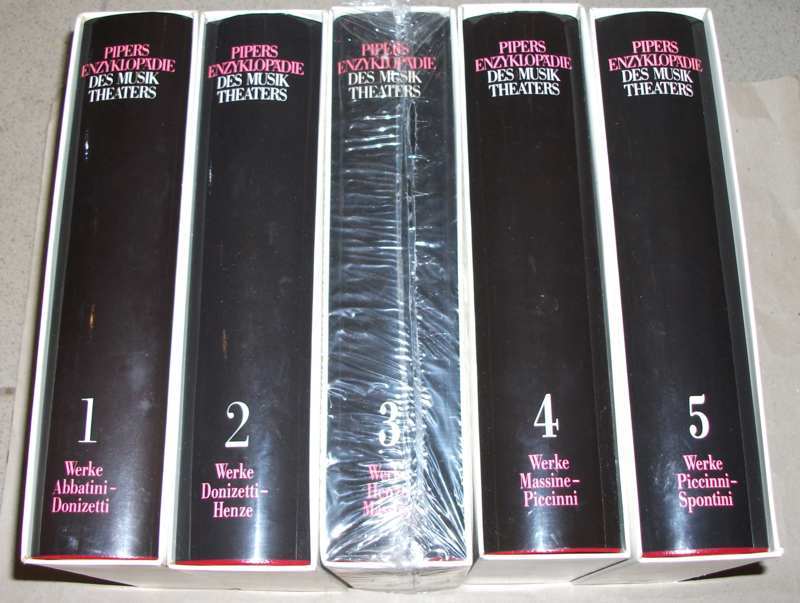 PIPERS
ENZYKLOPÄDIE
DES MUSIK
THEATERS
1
Werke
Abbatini–
Donizetti
PIPERS
ENZYKLOPÄDIE
DES MUSIK
THEATERS
2
Werke
Donizetti–
Henze
PIPERS
ENZYKLOPÄDIE
DES MUSIK
THEATERS
3
Werke
Henze
PIPERS
ENZYKLOPÄDIE
DES MUSIK
THEATERS
4
Werke
Massine–
Piccinni
PIPERS
ENZYKLOPÄDIE
DES MUSIK
THEATERS
5
Werke
Piccinni–
Spontini